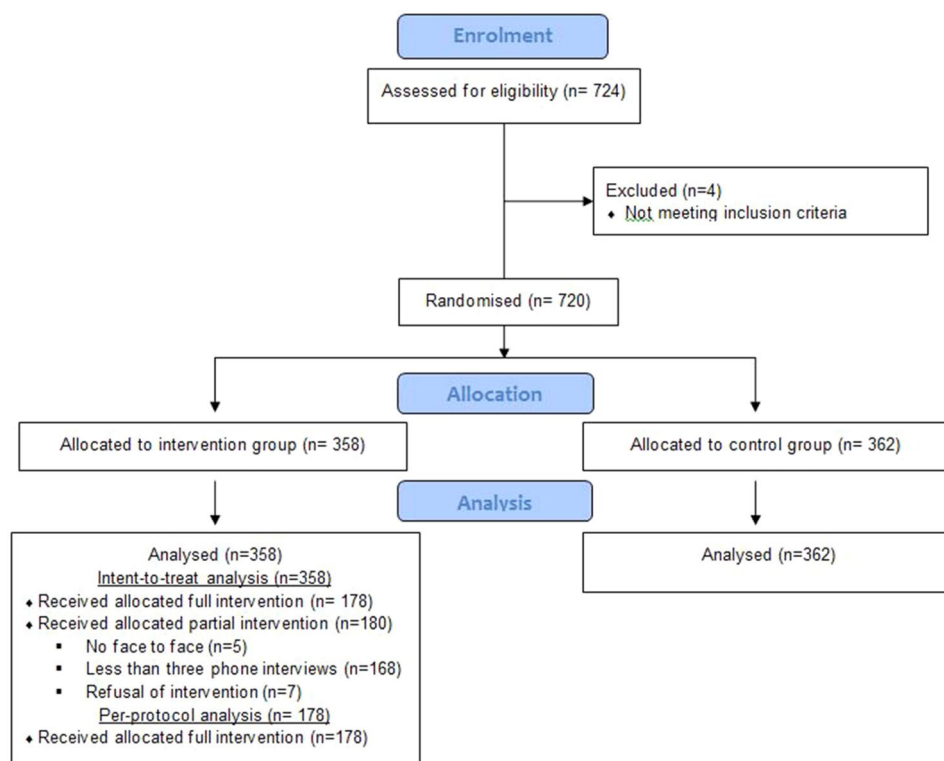 Enrolment
Assessed for eligibility (n= 724)
Excluded (n=4)
♦ Not meeting inclusion criteria
Randomised (n= 720)
Allocation
Allocated to intervention group (n= 358)
Allocated to control group (n= 362)
Analysis
Analysed (n=358)
Intent-to-treat analysis (n=358)
♦ Received allocated full intervention (n= 178)
♦ Received allocated partial intervention (n=180)
▪ No face to face (n=5)
▪ Less than three phone interviews (n=168)
▪ Refusal of intervention (n=7)
Per-protocol analysis (n= 178)
♦ Received allocated full intervention (n=178)
Analysed (n=362)